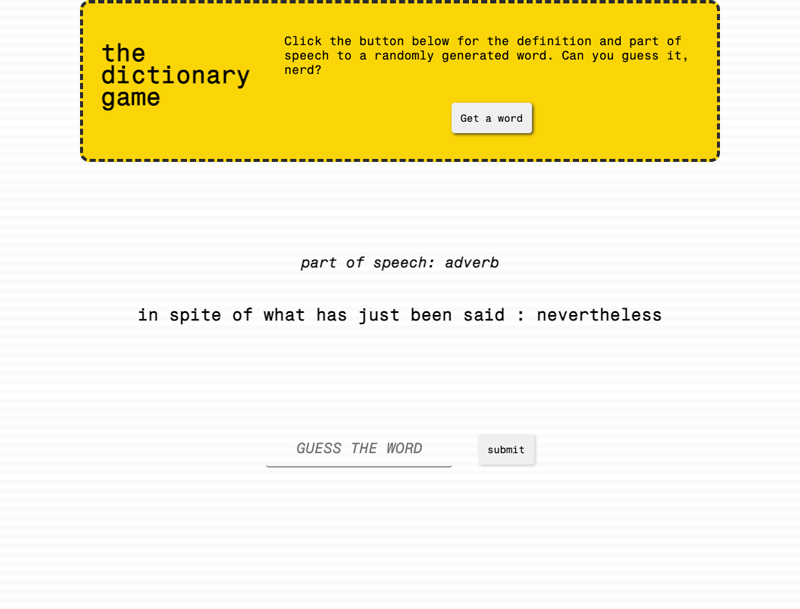 the
dictionary
game
Click the button below for the definition and part of
speech to a randomly generated word. Can you guess it,
nerd?
Get a word
part of speech: adverb
in spite of what has just been said : nevertheless
GUESS THE WORD
submit